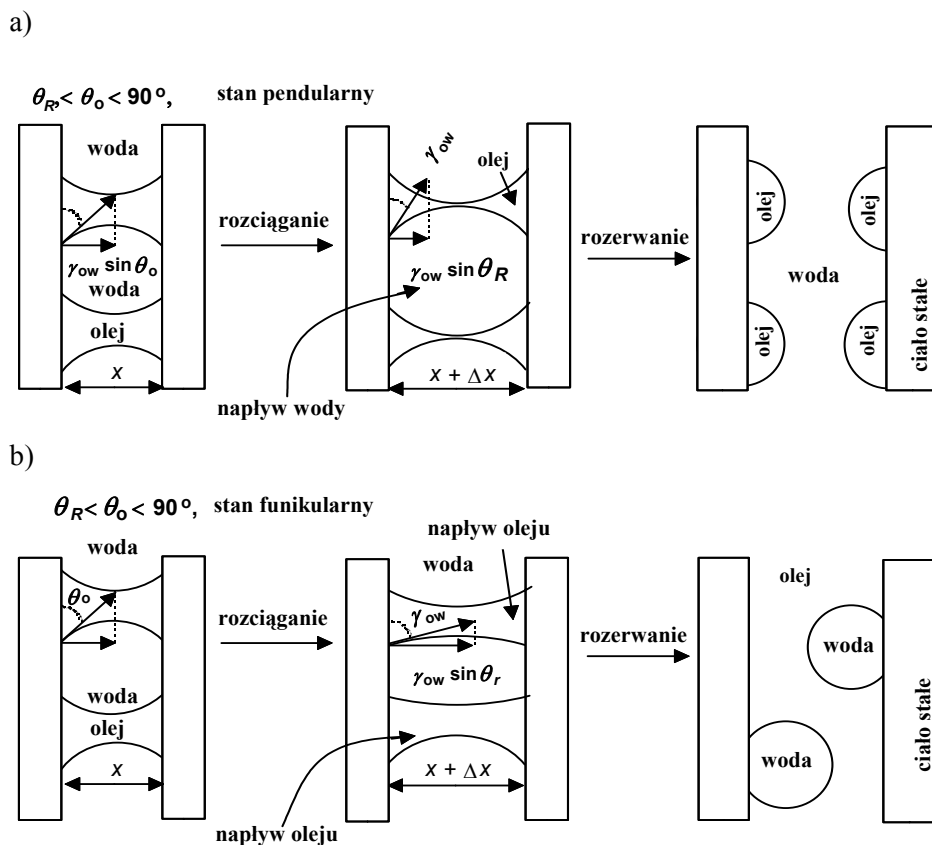 a)
θR,< θo < 90°, stan pendularny
woda
γow sin θo
woda
olej
x
rozciąganie
γow
olej
γow sin θR
x + Δx
napływ wody
rozerwanie
olej
olej
woda
olej
olej
ciało stałe
b)
θR < θo < 90°, stan funikularny
woda
θo
woda
olej
x
rozciąganie
napływ oleju
woda
γow
γow sin θr
x + Δx
napływ oleju
rozerwanie
olej
woda
woda
ciało stałe